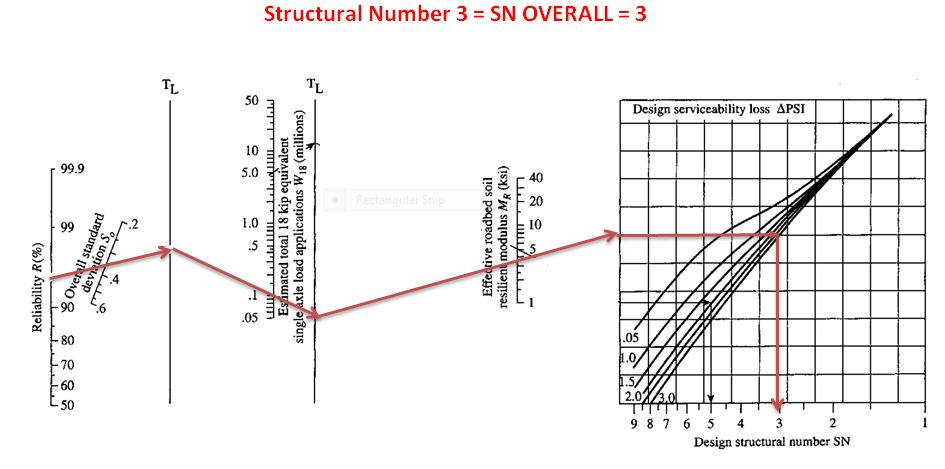 Structural Number 3 = SN OVERALL = 3
T_L
T_L
Reliability R(%)
99.9
99
90
80
70
60
50
Overall standard
deviation S_o
.2
.4
.6
Estimated total 18 kip equivalent
single axle load applications W_18 (millions)
50
10
5.0
1.0
.5
.1
.05
Rectangular Snip
Effective roadbed soil
resilient modulus M_R (ksi)
40
20
10
5
1
Design serviceability loss ΔPSI
.05
1.0
1.5
2.0
3.0
9 8 7 6 5 4 3 2 1
Design structural number SN